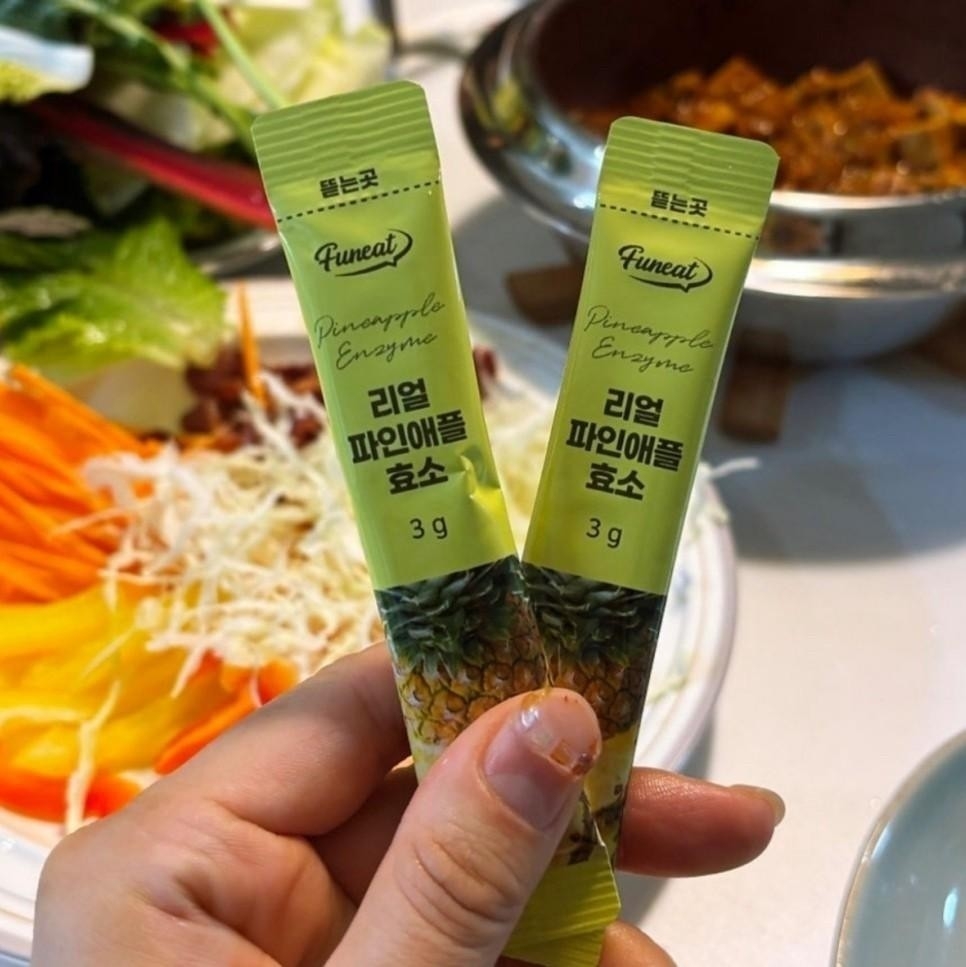 뜯는곳
Funeat
Pineapple
Enzyme
리얼
파인애플
효소
3g
뜯는곳
Funeat
Pineapple
Enzyme
리얼
파인애플
효소
3g